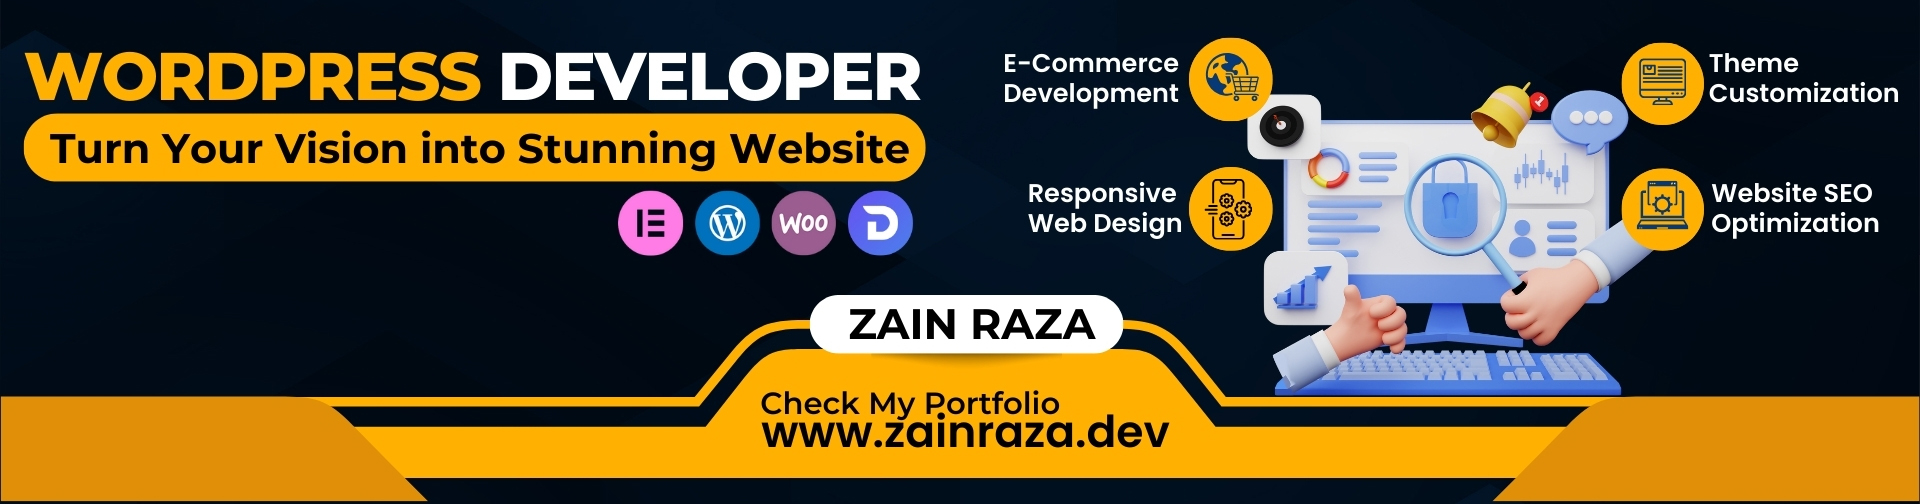 WORDPRESS DEVELOPER
Turn Your Vision into Stunning Website
WOO
E-Commerce
Development
Responsive
Web Design
1
Theme
Customization
Website SEO
Optimization
ZAIN RAZA
Check My Portfolio
www.zainraza.dev